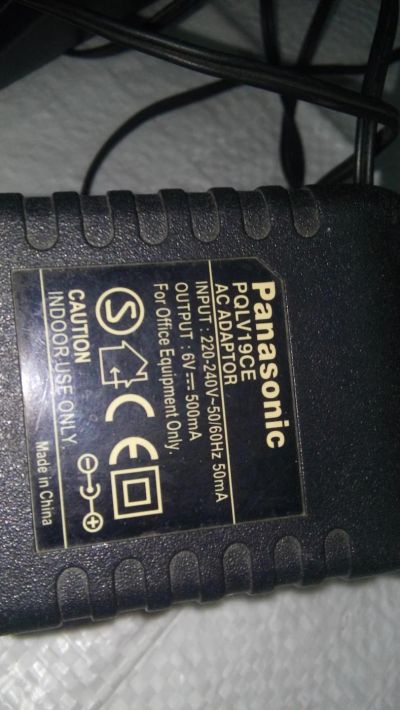 Panasonic
PQLV19CE
AC ADAPTOR
INPUT : 220-240V~50/60Hz 50mA
OUTPUT : 6V⎓500mA
For Office Equipment Only.
S CE
CAUTION
INDOOR USE ONLY
Made in China